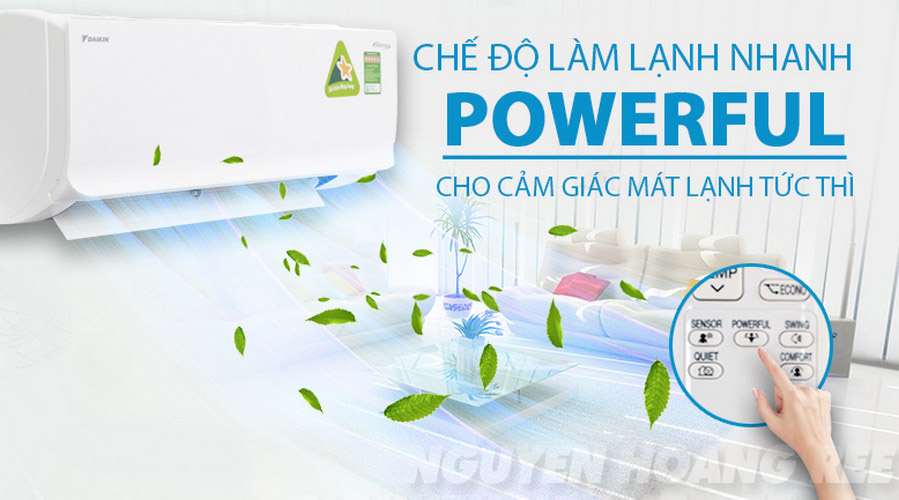 DAIKIN
CHẾ ĐỘ LÀM LẠNH NHANH
POWERFUL
CHO CẢM GIÁC MÁT LẠNH TỨC THÌ
ECONO
SENSOR POWERFUL SWING
QUIET COMFORT
NGUYEN HOANG REE